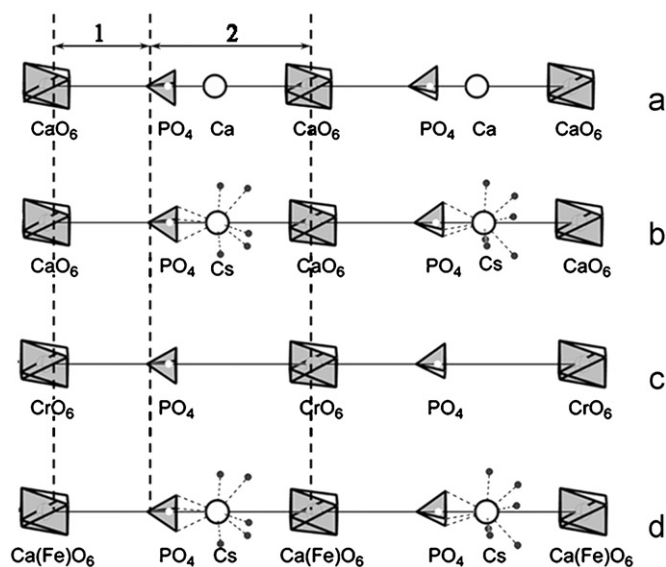 1 2
a
CaO₆ PO₄ Ca CaO₆ PO₄ Ca CaO₆
b
CaO₆ PO₄ Cs CaO₆ PO₄ Cs CaO₆
c
CrO₆ PO₄ CrO₆ PO₄ CrO₆
d
Ca(Fe)O₆ PO₄ Cs Ca(Fe)O₆ PO₄ Cs Ca(Fe)O₆